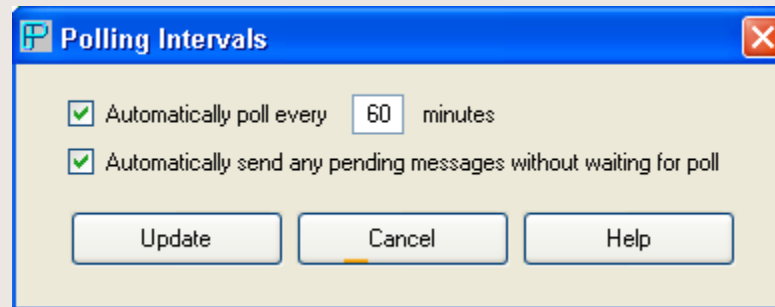 Polling Intervals
Automatically poll every 60 minutes
Automatically send any pending messages without waiting for poll
Update Cancel Help